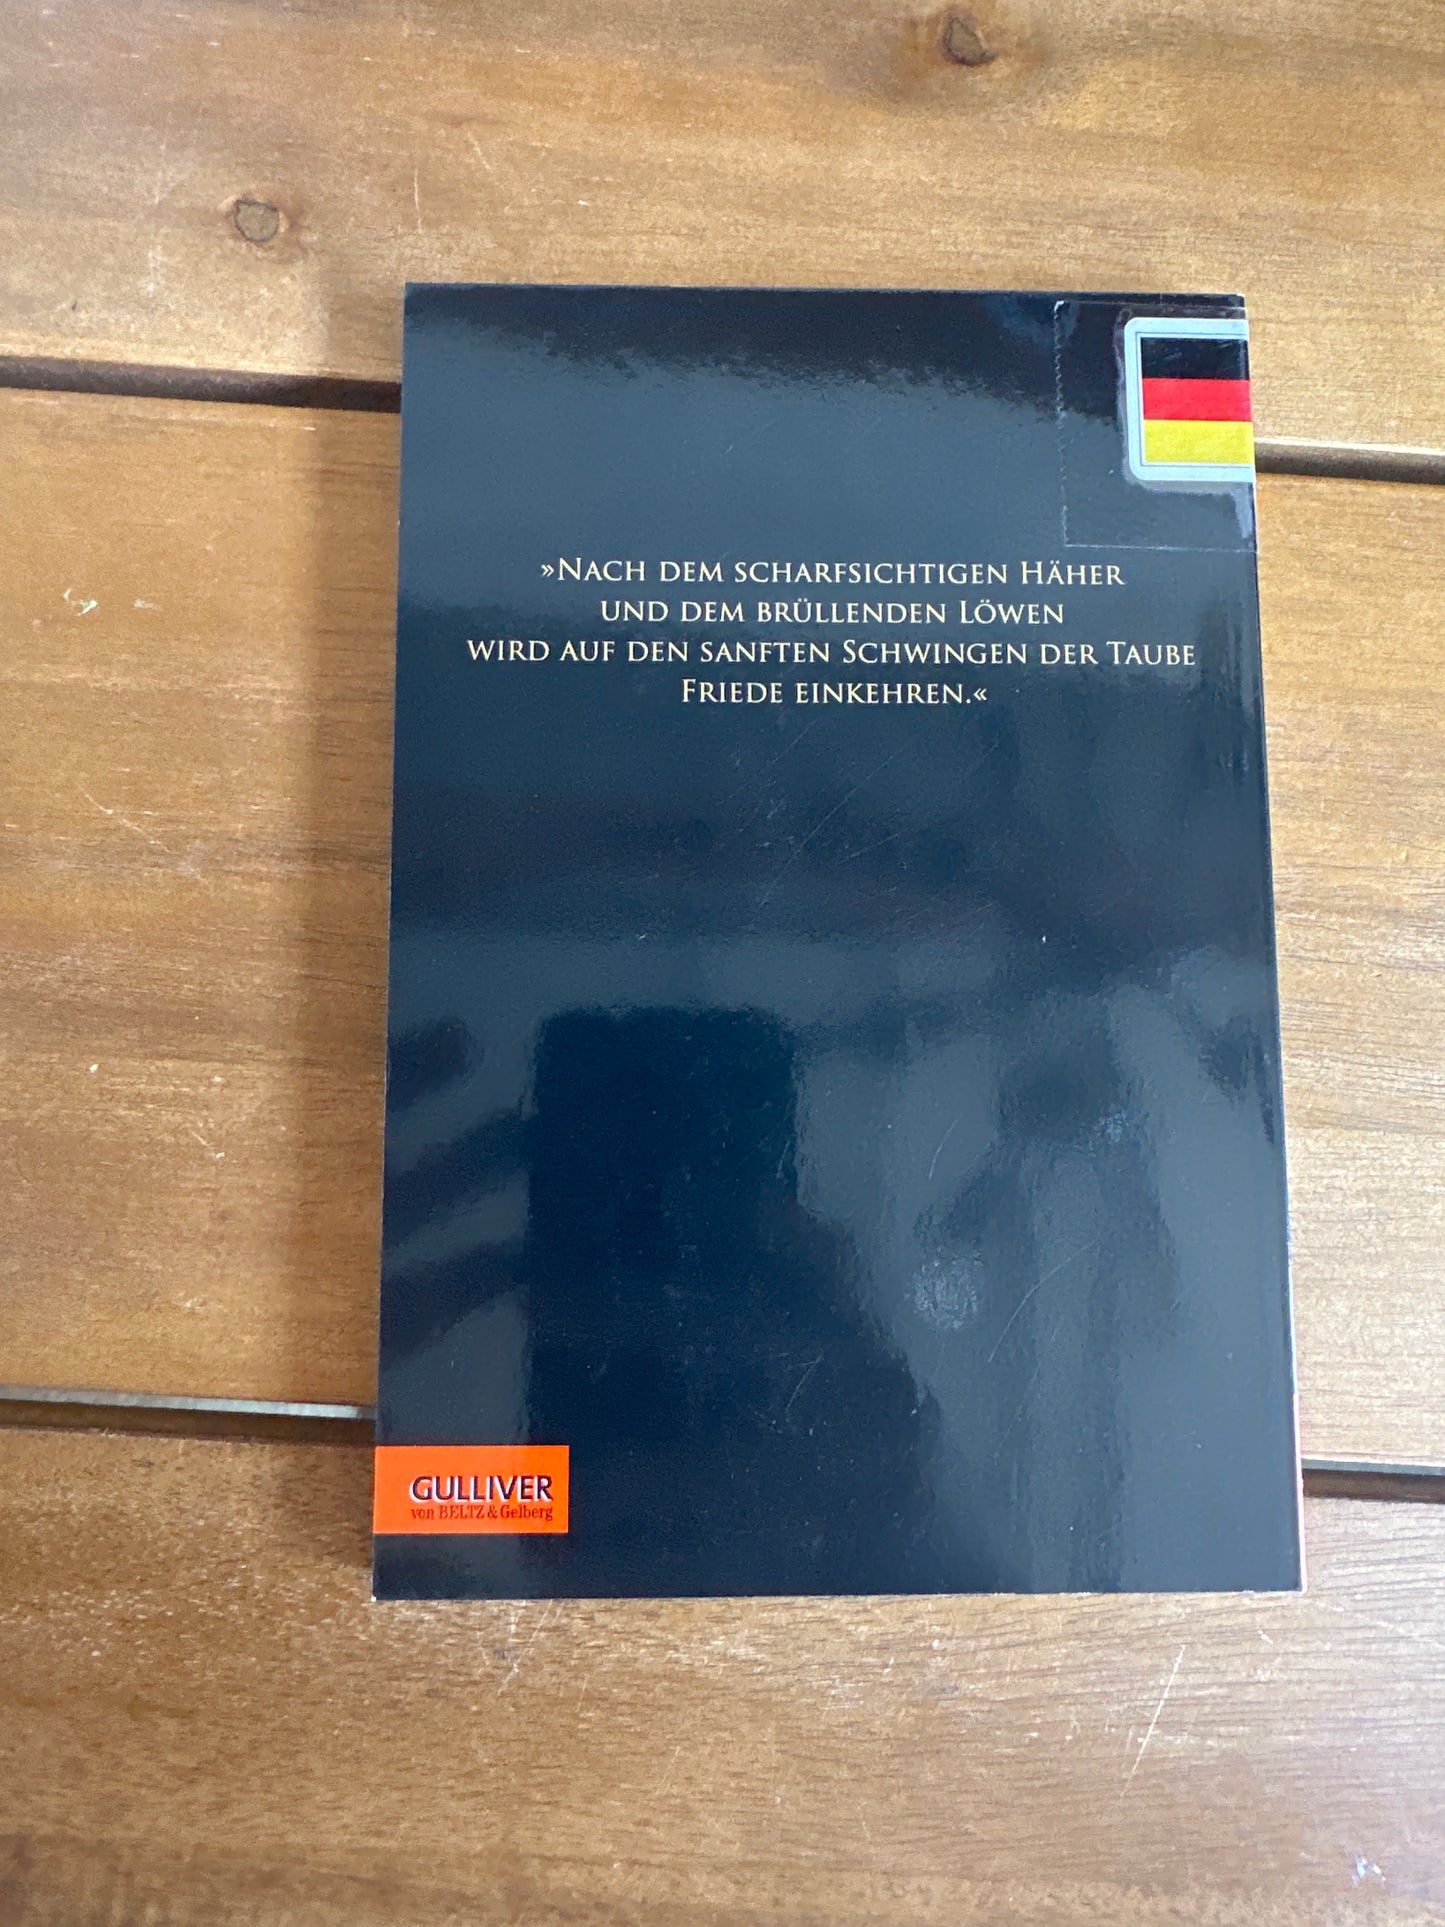 »Nach dem scharfsichtigen Häher
und dem brüllenden Löwen
wird auf den sanften Schwingen der Taube
Friede einkehren.«
GULLIVER
von BELTZ & Gelberg